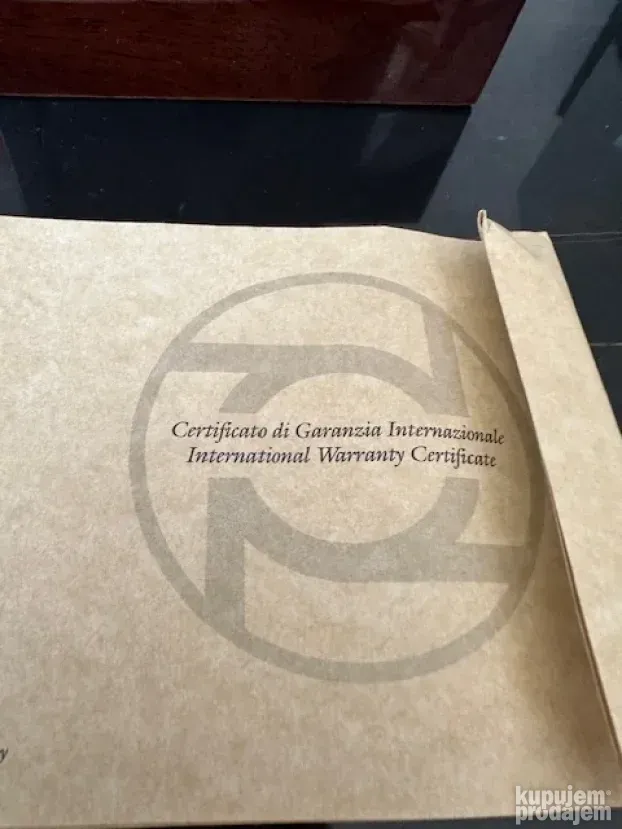 Certificato di Garanzia Internazionale
International Warranty Certificate
y
kupujem
prodajem